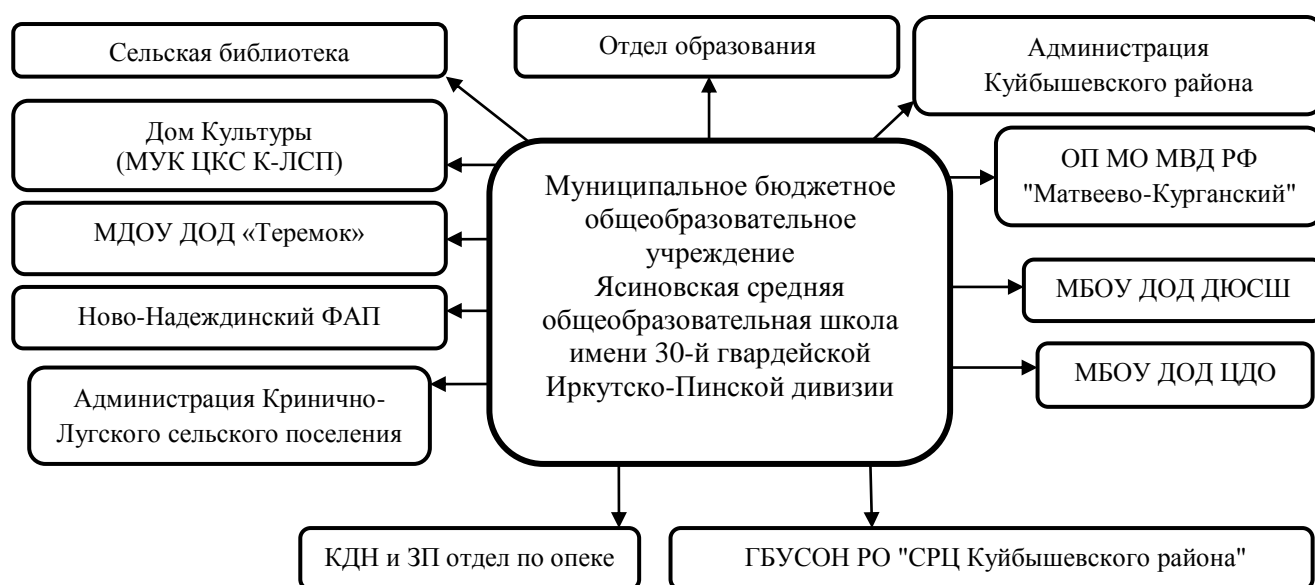 Сельская библиотека
Отдел образования
Администрация
Куйбышевского района
Дом Культуры
(МУК ЦКС К-ЛСП)
ОП МО МВД РФ
"Матвеево-Курганский"
МДОУ ДОД «Теремок»
Ново-Надеждинский ФАП
Администрация Кринично-
Лугского сельского поселения
Муниципальное бюджетное
общеобразовательное
учреждение
Ясиновская средняя
общеобразовательная школа
имени 30-й гвардейской
Иркутско-Пинской дивизии
МБОУ ДОД ДЮСШ
МБОУ ДОД ЦДО
КДН и ЗП отдел по опеке
ГБУСОН РО "СРЦ Куйбышевского района"